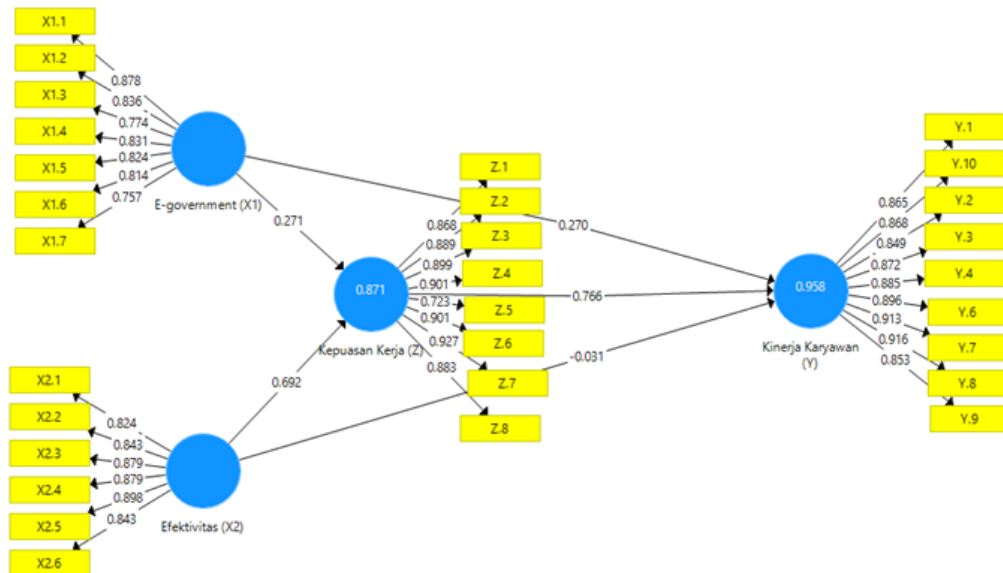 X1.1
X1.2
X1.3
X1.4
X1.5
X1.6
X1.7
0.878
0.836
0.774
0.831
0.824
0.814
0.757
E-government (X1)
0.271
0.270
Z.1
Z.2
Z.3
Z.4
Z.5
Z.6
Z.7
Z.8
0.868
0.889
0.899
0.901
0.723
0.901
0.927
0.883
0.871
Kepuasan Kerja (Z)
0.766
-0.031
0.692
X2.1
X2.2
X2.3
X2.4
X2.5
X2.6
0.824
0.843
0.879
0.879
0.898
0.843
Efektivitas (X2)
Y.1
Y.10
Y.2
Y.3
Y.4
Y.6
Y.7
Y.8
Y.9
0.865
0.868
0.849
0.872
0.885
0.896
0.913
0.916
0.853
0.958
Kinerja Karyawan
(Y)